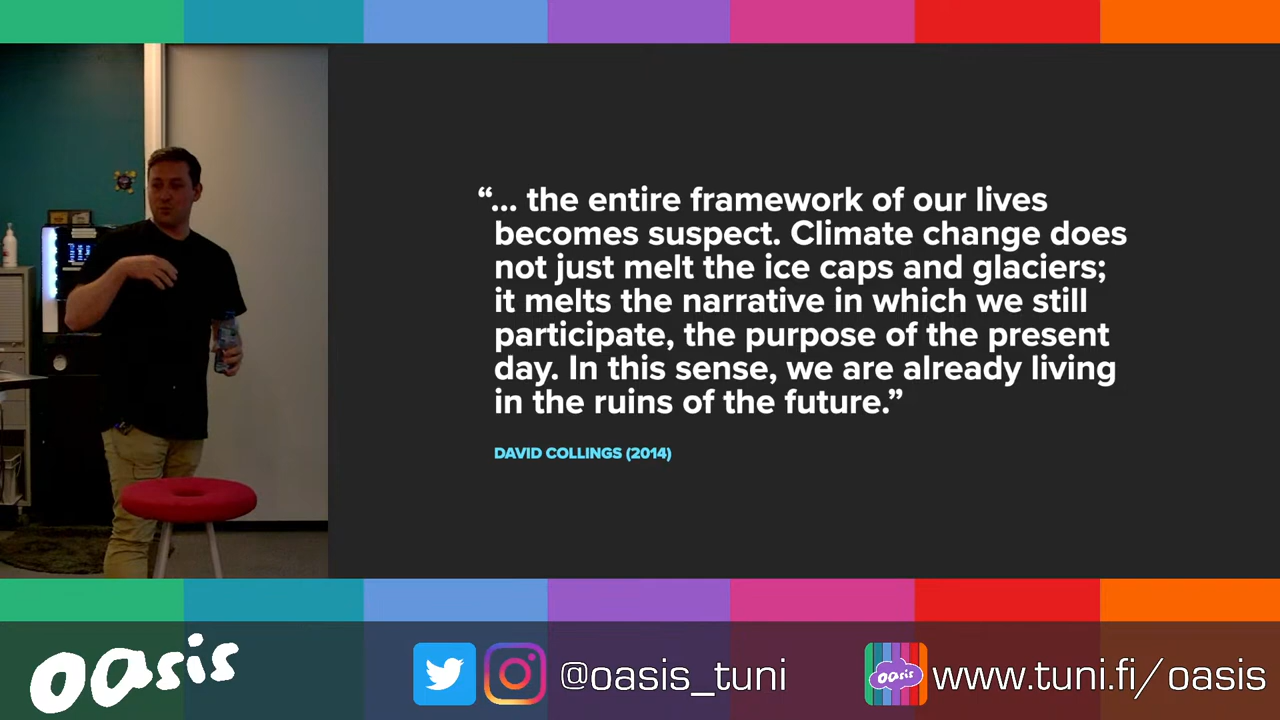 “... the entire framework of our lives
becomes suspect. Climate change does
not just melt the ice caps and glaciers;
it melts the narrative in which we still
participate, the purpose of the present
day. In this sense, we are already living
in the ruins of the future.”
DAVID COLLINGS (2014)
oasis
@oasis_tuni
oasis
www.tuni.fi/oasis